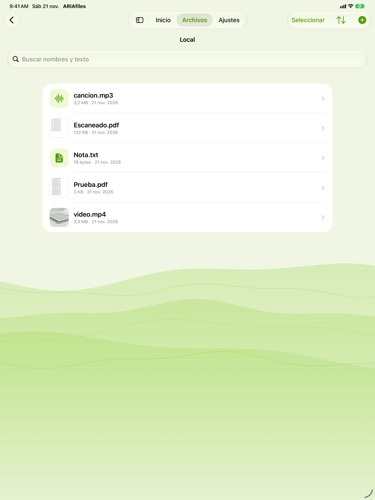 9:41 AM Sáb 21 nov. ARIAfiles
Inicio Archivos Ajustes
Seleccionar
Local
Buscar nombres y texto
cancion.mp3
3,2 MB · 21 nov. 2026
Escaneado.pdf
132 KB · 21 nov. 2026
Nota.txt
16 bytes · 21 nov. 2026
Prueba.pdf
3 KB · 21 nov. 2026
video.mp4
3,3 MB · 21 nov. 2026